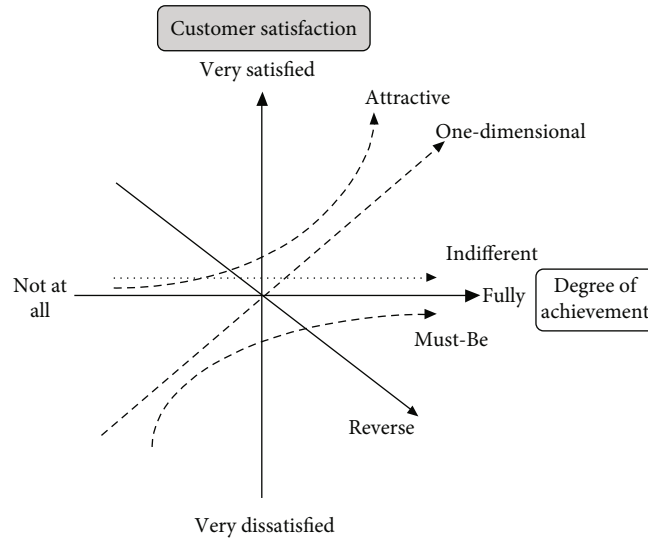 Customer satisfaction
Very satisfied
Attractive
One-dimensional
Indifferent
Not at
all
Fully
Degree of
achievement
Must-Be
Reverse
Very dissatisfied